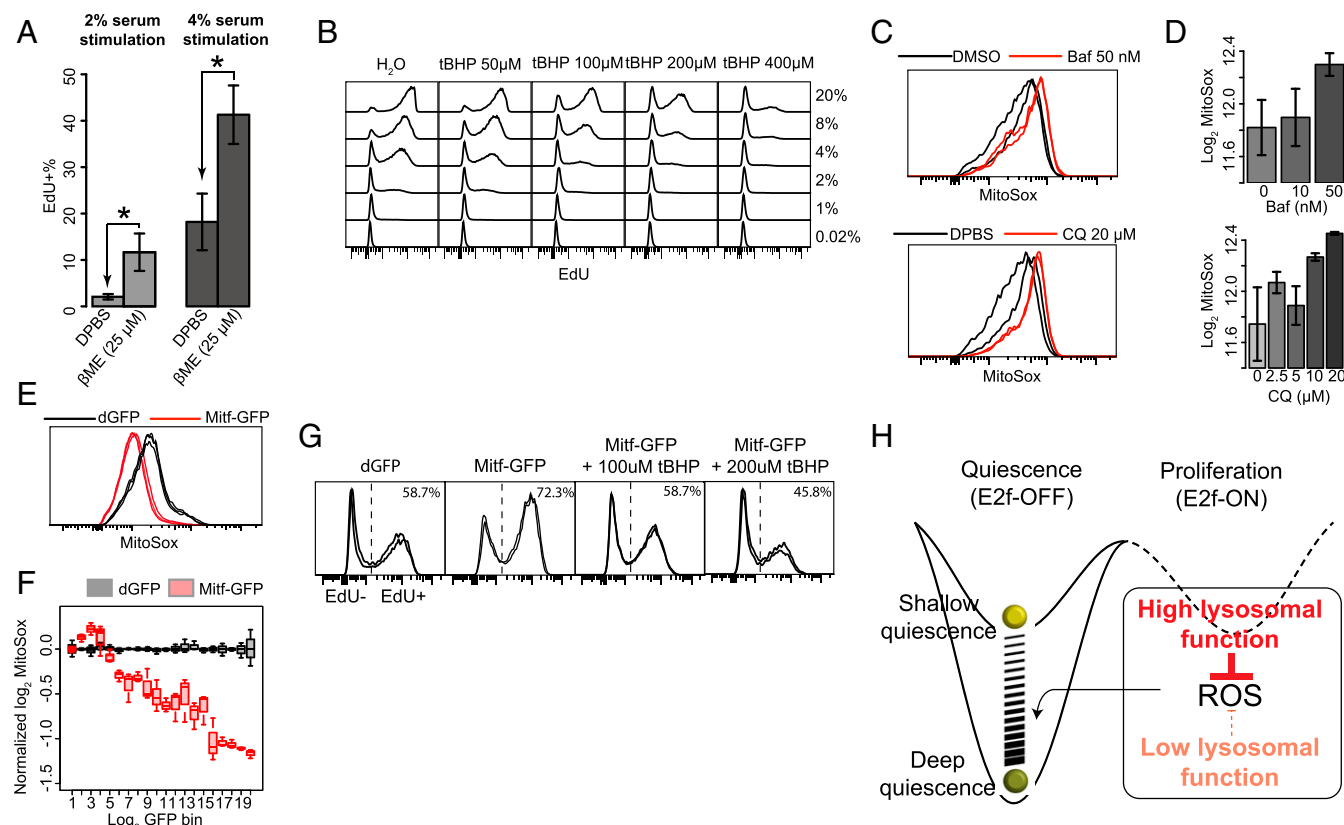 A
2% serum stimulation
4% serum stimulation
EdU+%
0 10 20 30 40 50
*
*
DPBS
βME (25 µM)
DPBS
βME (25 µM)
B
H2O
tBHP 50µM
tBHP 100µM
tBHP 200µM
tBHP 400µM
20%
8%
4%
2%
1%
0.02%
EdU
C
DMSO
Baf 50 nM
MitoSox
DPBS
CQ 20 µM
MitoSox
D
Log2 MitoSox
11.6 12.0 12.4
0 10 50
Baf (nM)
Log2 MitoSox
11.6 12.0 12.4
0 2.5 5 10 20
CQ (µM)
E
dGFP
Mitf-GFP
MitoSox
F
dGFP
Mitf-GFP
Normalized log2 MitoSox
0.0
-0.5
-1.0
-1.5
1 3 5 7 9 11 13 15 17 19
Log2 GFP bin
G
dGFP
Mitf-GFP
Mitf-GFP
+ 100uM tBHP
Mitf-GFP
+ 200uM tBHP
58.7%
72.3%
58.7%
45.8%
EdU-
EdU+
H
Quiescence
(E2f-OFF)
Proliferation
(E2f-ON)
Shallow
quiescence
Deep
quiescence
High lysosomal
function
ROS
Low lysosomal
function